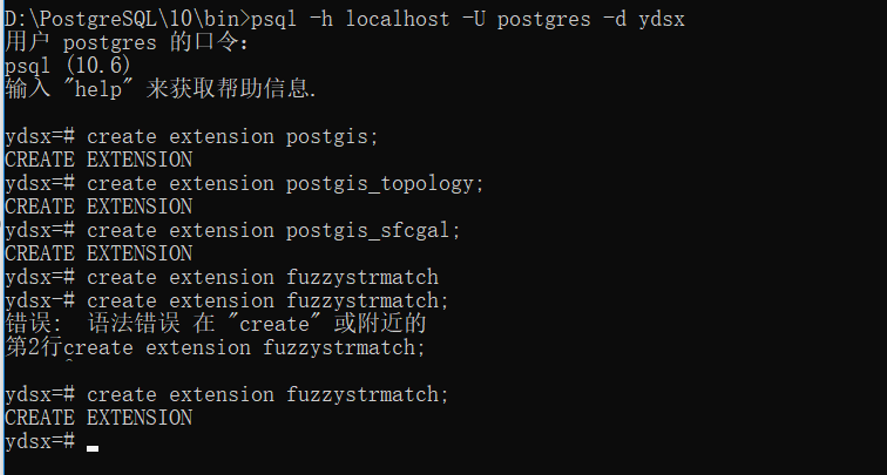 D:\PostgreSQL\10\bin>psql -h localhost -U postgres -d ydsx
用户 postgres 的口令：
psql (10.6)
输入 "help" 来获取帮助信息.
ydsx=# create extension postgis;
CREATE EXTENSION
ydsx=# create extension postgis_topology;
CREATE EXTENSION
ydsx=# create extension postgis_sfcgal;
CREATE EXTENSION
ydsx=# create extension fuzzystrmatch
ydsx-# create extension fuzzystrmatch;
错误:  语法错误 在 "create" 或附近的
第2行create extension fuzzystrmatch;
^
ydsx=# create extension fuzzystrmatch;
CREATE EXTENSION
ydsx=#